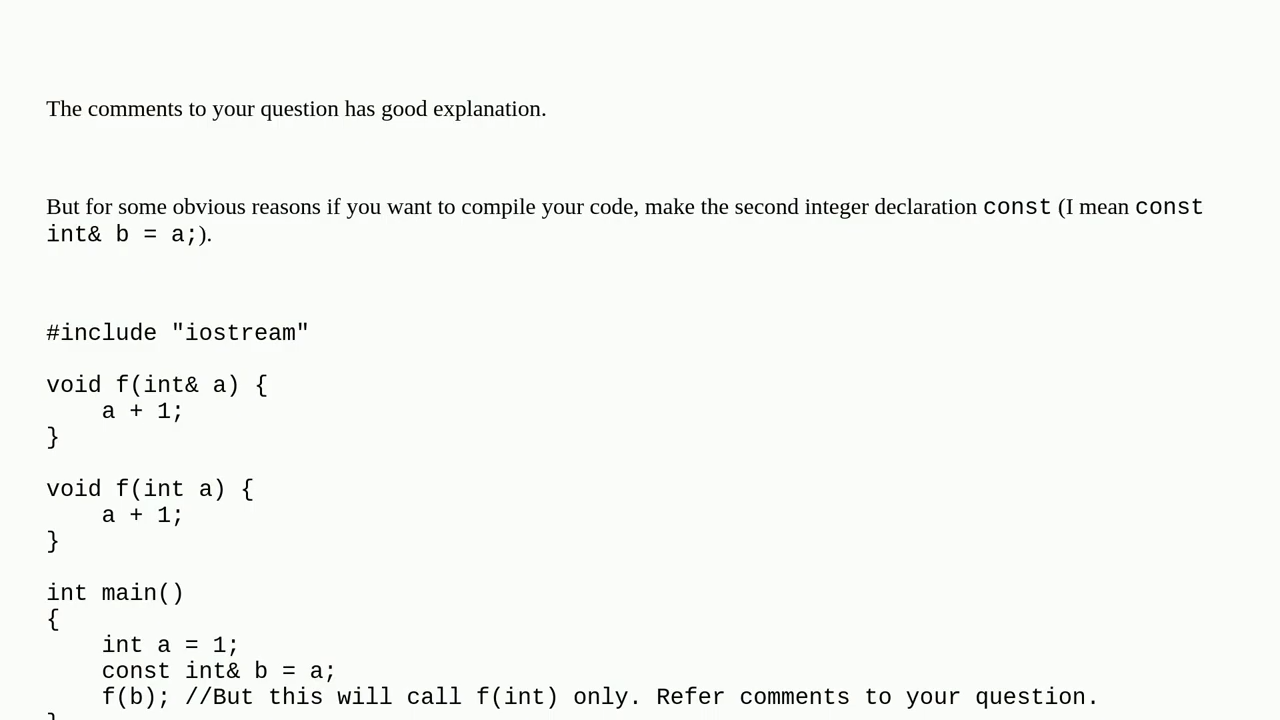 The comments to your question has good explanation.
But for some obvious reasons if you want to compile your code, make the second integer declaration const (I mean const
int& b = a;).
#include "iostream"
void f(int& a) {
    a + 1;
}
void f(int a) {
    a + 1;
}
int main()
{
    int a = 1;
    const int& b = a;
    f(b); //But this will call f(int) only. Refer comments to your question.
}